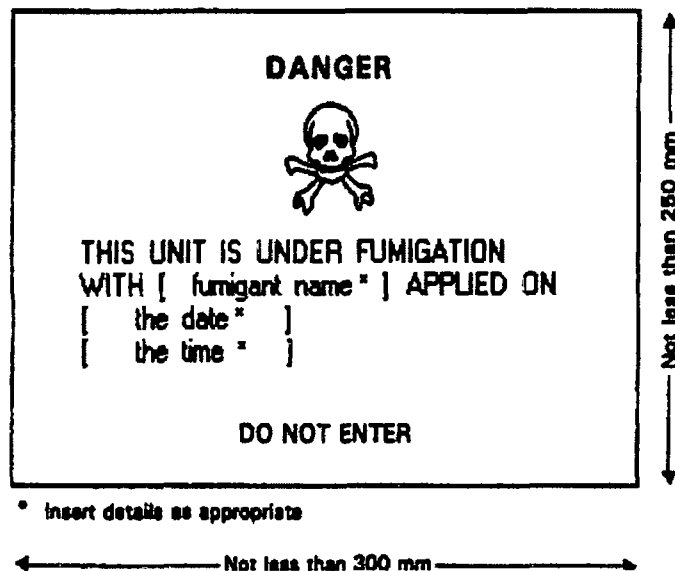 DANGER
THIS UNIT IS UNDER FUMIGATION
WITH [ fumigant name* ] APPLIED ON
[ the date* ]
[ the time * ]
DO NOT ENTER
Not less than 250 mm
* Insert details as appropriate
Not less than 300 mm